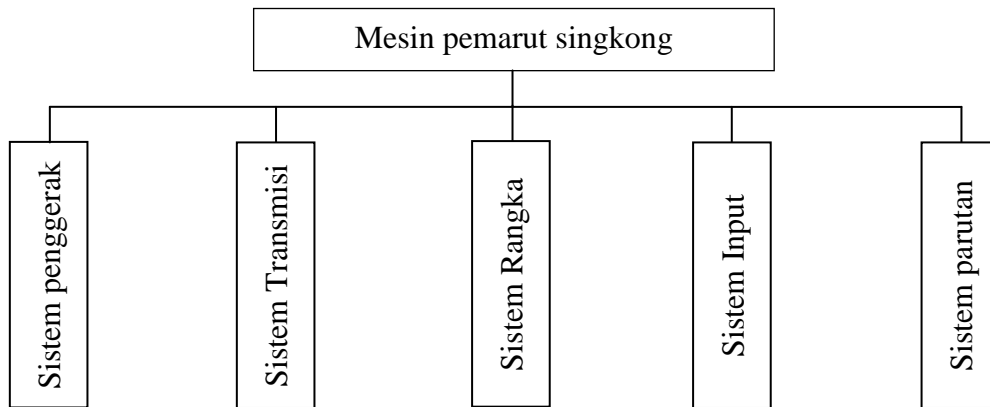 Mesin pemarut singkong
Sistem penggerak
Sistem Transmisi
Sistem Rangka
Sistem Input
Sistem parutan